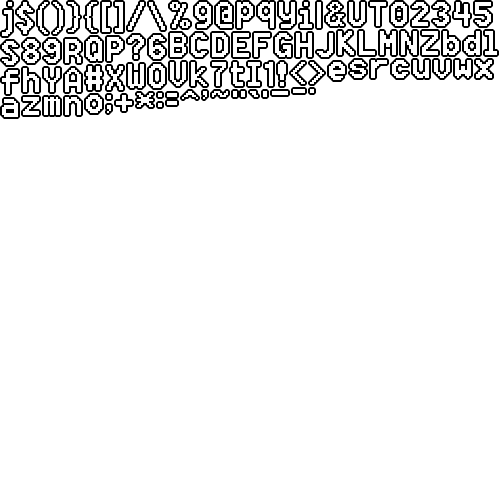 j$()}{[]/\%9@pqyil&UT02345
S89RQP?6BCDEFGHJKLMNZbdl
fhYA#XWOVk7tI1!<>esrcuvwx
azmno;+*:=^,~"`'—-.